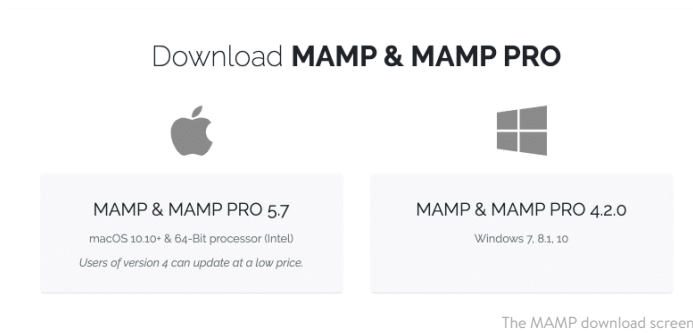 Download MAMP & MAMP PRO
MAMP & MAMP PRO 5.7
macOS 10.10+ & 64-Bit processor (Intel)
Users of version 4 can update at a low price.
MAMP & MAMP PRO 4.2.0
Windows 7, 8.1, 10
The MAMP download screen